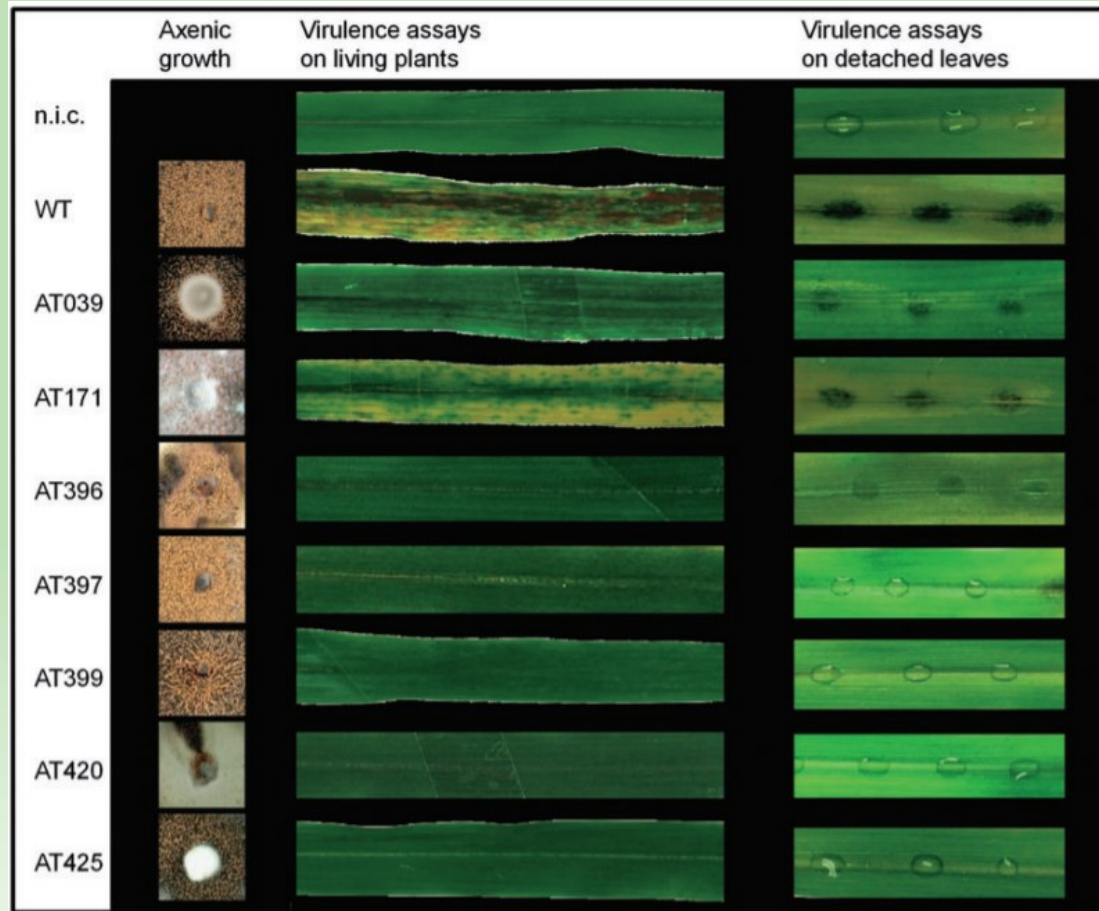 Axenic
growth
Virulence assays
on living plants
Virulence assays
on detached leaves
n.i.c.
WT
AT039
AT171
AT396
AT397
AT399
AT420
AT425